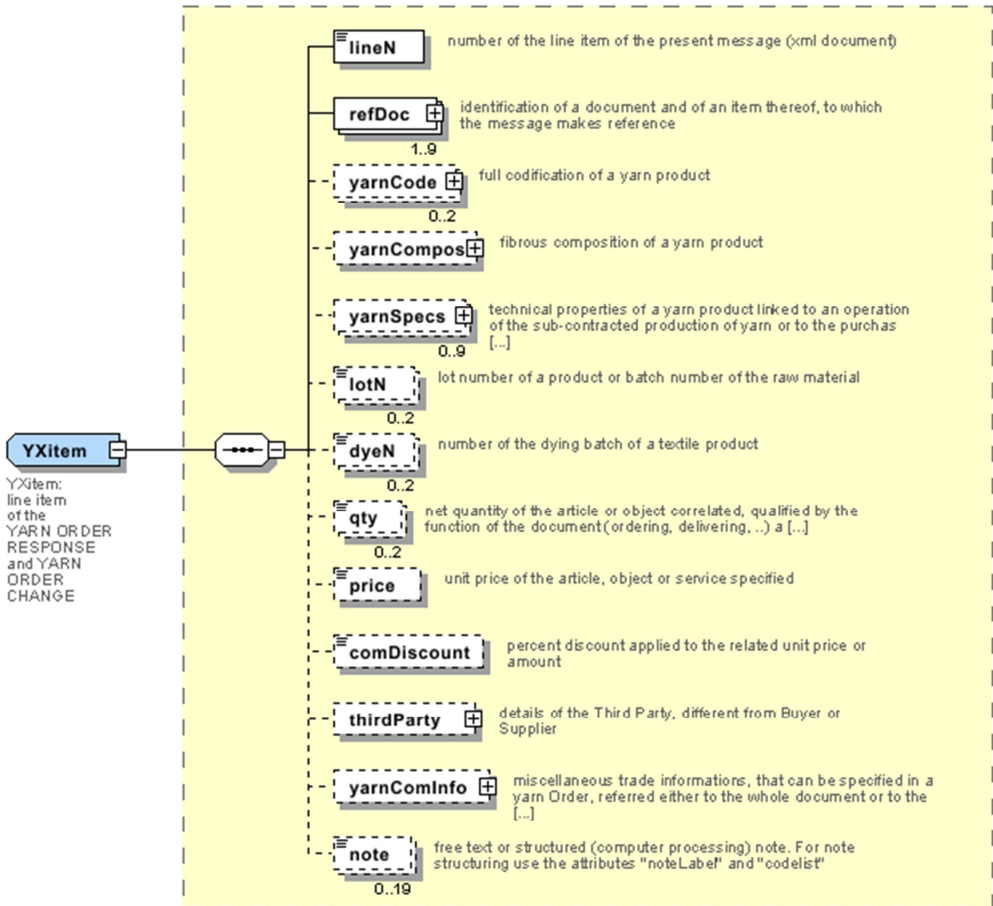 lineN
number of the line item of the present message (xml document)
refDoc
identification of a document and of an item thereof, to which
the message makes reference
1..9
yarnCode
full codification of a yarn product
0..2
yarnCompos
fibrous composition of a yarn product
yarnSpecs
technical properties of a yarn product linked to an operation
of the sub-contracted production of yarn or to the purchas
[...]
0..9
lotN
lot number of a product or batch number of the raw material
0..2
YXitem
YXitem:
line item
of the
YARN ORDER
RESPONSE
and YARN
ORDER
CHANGE
dyeN
number of the dying batch of a textile product
0..2
qty
net quantity of the article or object correlated, qualified by the
function of the document (ordering, delivering, ..) a [...]
0..2
price
unit price of the article, object or service specified
comDiscount
percent discount applied to the related unit price or
amount
thirdParty
details of the Third Party, different from Buyer or
Supplier
yarnComInfo
miscellaneous trade informations, that can be specified in a
yarn Order, referred either to the whole document or to the
[...]
note
free text or structured (computer processing) note. For note
structuring use the attributes "noteLabel" and "codelist"
0..19